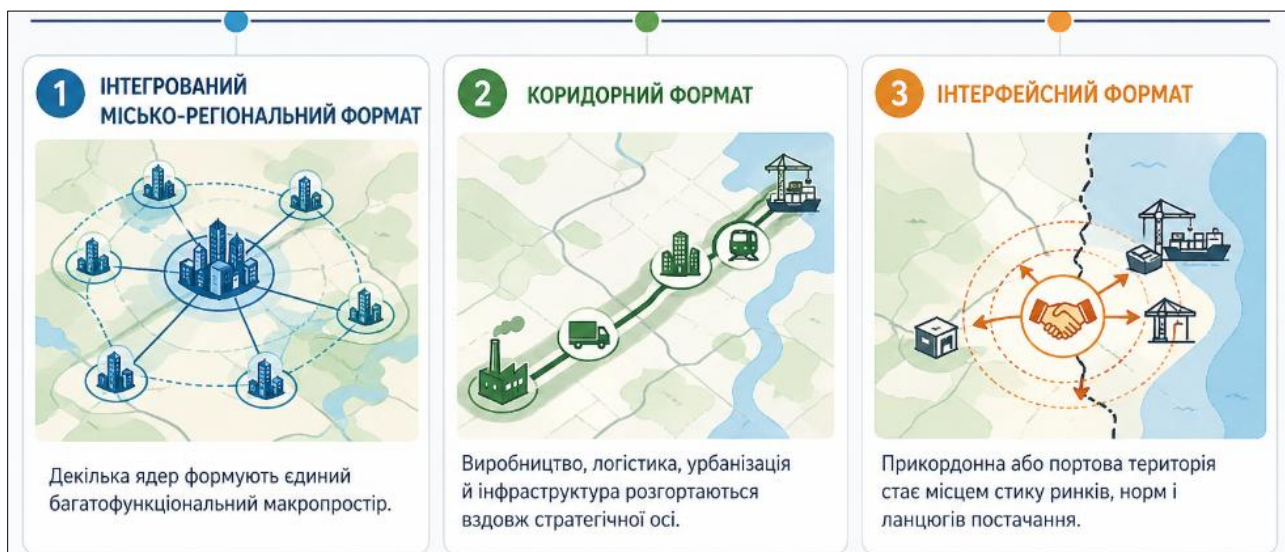 1
ІНТЕГРОВАНИЙ
МІСЬКО-РЕГІОНАЛЬНИЙ ФОРМАТ
Декілька ядер формують єдиний
багатофункціональний макропростір.
2
КОРИДОРНИЙ ФОРМАТ
Виробництво, логістика, урбанізація
й інфраструктура розгортаються
вздовж стратегічної осі.
3
ІНТЕРФЕЙСНИЙ ФОРМАТ
Прикордонна або портова територія
стає місцем стику ринків, норм і
ланцюгів постачання.